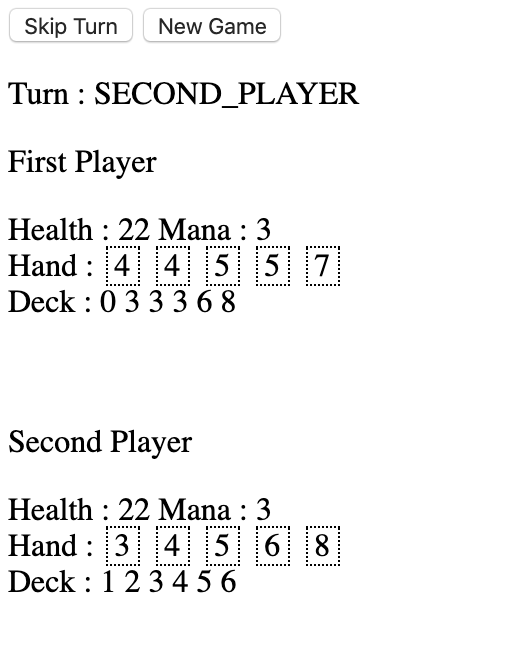 Skip Turn New Game
Turn : SECOND_PLAYER
First Player
Health : 22 Mana : 3
Hand : 4 4 5 5 7
Deck : 0 3 3 3 6 8
Second Player
Health : 22 Mana : 3
Hand : 3 4 5 6 8
Deck : 1 2 3 4 5 6